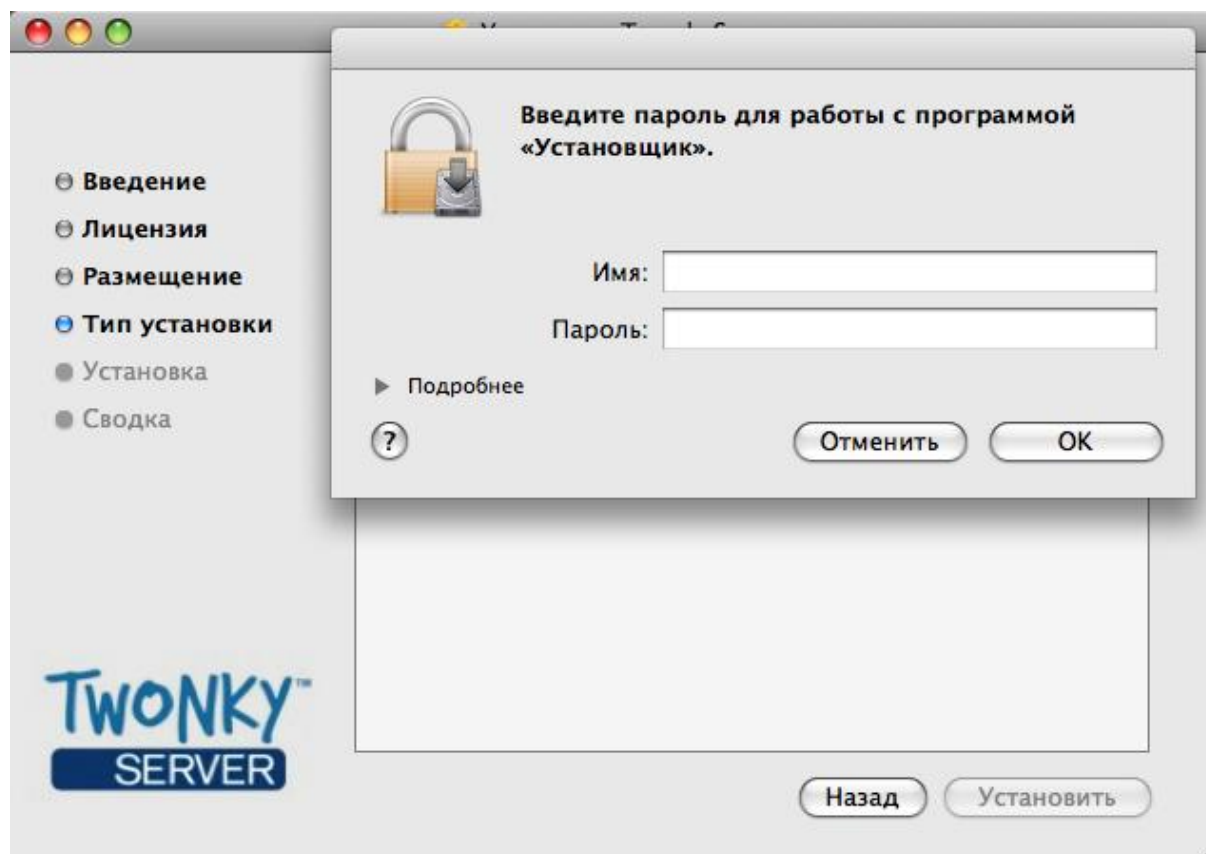 Введите пароль для работы с программой
«Установщик».
Имя:
Пароль:
Подробнее
?
Отменить
OK
Введение
Лицензия
Размещение
Тип установки
Установка
Сводка
TWONKY™
SERVER
Назад
Установить